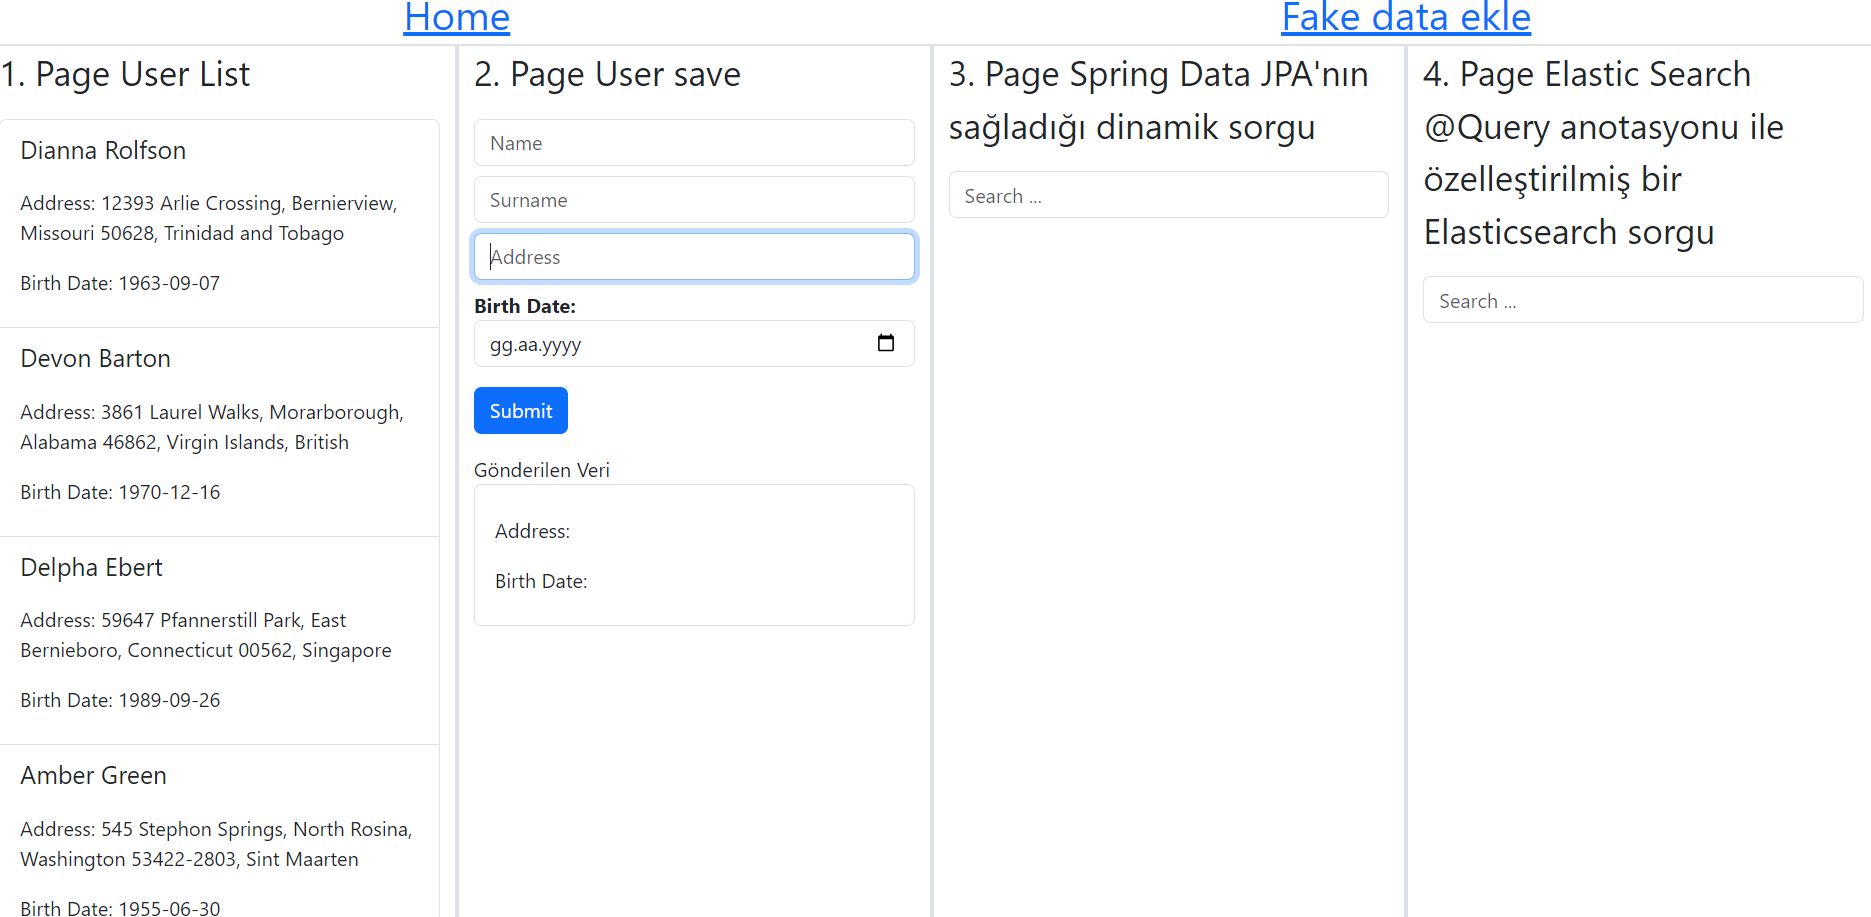 Home
Fake data ekle
1. Page User List
Dianna Rolfson
Address: 12393 Arlie Crossing, Bernierview,
Missouri 50628, Trinidad and Tobago
Birth Date: 1963-09-07
Devon Barton
Address: 3861 Laurel Walks, Morarborough,
Alabama 46862, Virgin Islands, British
Birth Date: 1970-12-16
Delpha Ebert
Address: 59647 Pfannerstill Park, East
Bernieboro, Connecticut 00562, Singapore
Birth Date: 1989-09-26
Amber Green
Address: 545 Stephon Springs, North Rosina,
Washington 53422-2803, Sint Maarten
Birth Date: 1955-06-30
2. Page User save
Name
Surname
Address
Birth Date:
gg.aa.yyyy
Submit
Gönderilen Veri
Address:
Birth Date:
3. Page Spring Data JPA'nın
sağladığı dinamik sorgu
Search ...
4. Page Elastic Search
@Query anotasyonu ile
özelleştirilmiş bir
Elasticsearch sorgu
Search ...